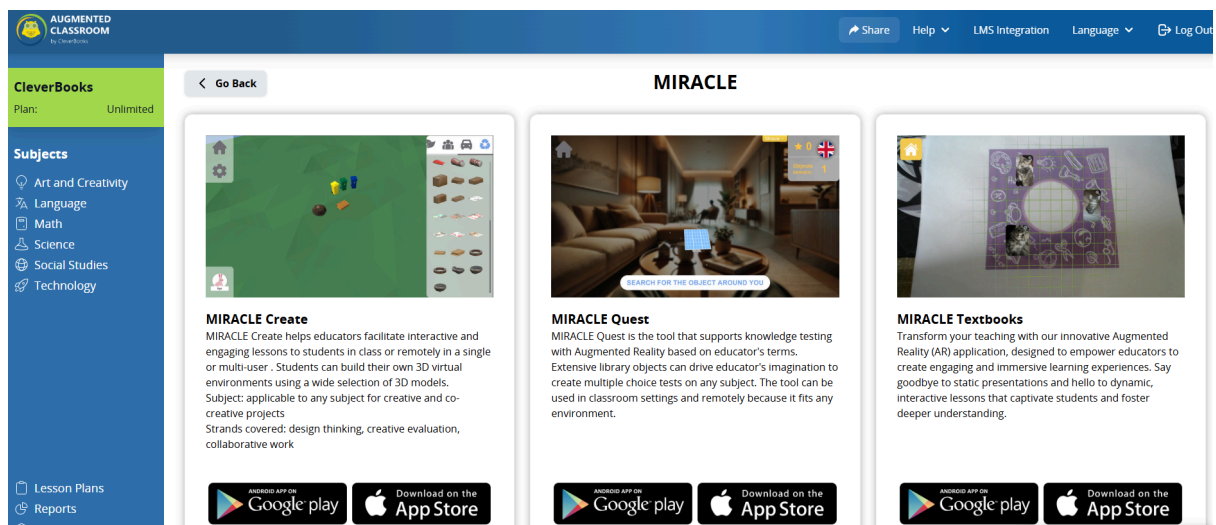 AUGMENTED
CLASSROOM
by CleverBooks
Share
Help
LMS Integration
Language
Log Out
CleverBooks
Plan: Unlimited
Subjects
Art and Creativity
Language
Math
Science
Social Studies
Technology
Lesson Plans
Reports
Go Back
MIRACLE
MIRACLE Create
MIRACLE Create helps educators facilitate interactive and
engaging lessons to students in class or remotely in a single
or multi-user . Students can build their own 3D virtual
environments using a wide selection of 3D models.
Subject: applicable to any subject for creative and co-
creative projects
Strands covered: design thinking, creative evaluation,
collaborative work
ANDROID APP ON
Google play
Download on the
App Store
0
1
SEARCH FOR THE OBJECT AROUND YOU
MIRACLE Quest
MIRACLE Quest is the tool that supports knowledge testing
with Augmented Reality based on educator's terms.
Extensive library objects can drive educator's imagination to
create multiple choice tests on any subject. The tool can be
used in classroom settings and remotely because it fits any
environment.
ANDROID APP ON
Google play
Download on the
App Store
MIRACLE Textbooks
Transform your teaching with our innovative Augmented
Reality (AR) application, designed to empower educators to
create engaging and immersive learning experiences. Say
goodbye to static presentations and hello to dynamic,
interactive lessons that captivate students and foster
deeper understanding.
ANDROID APP ON
Google play
Download on the
App Store